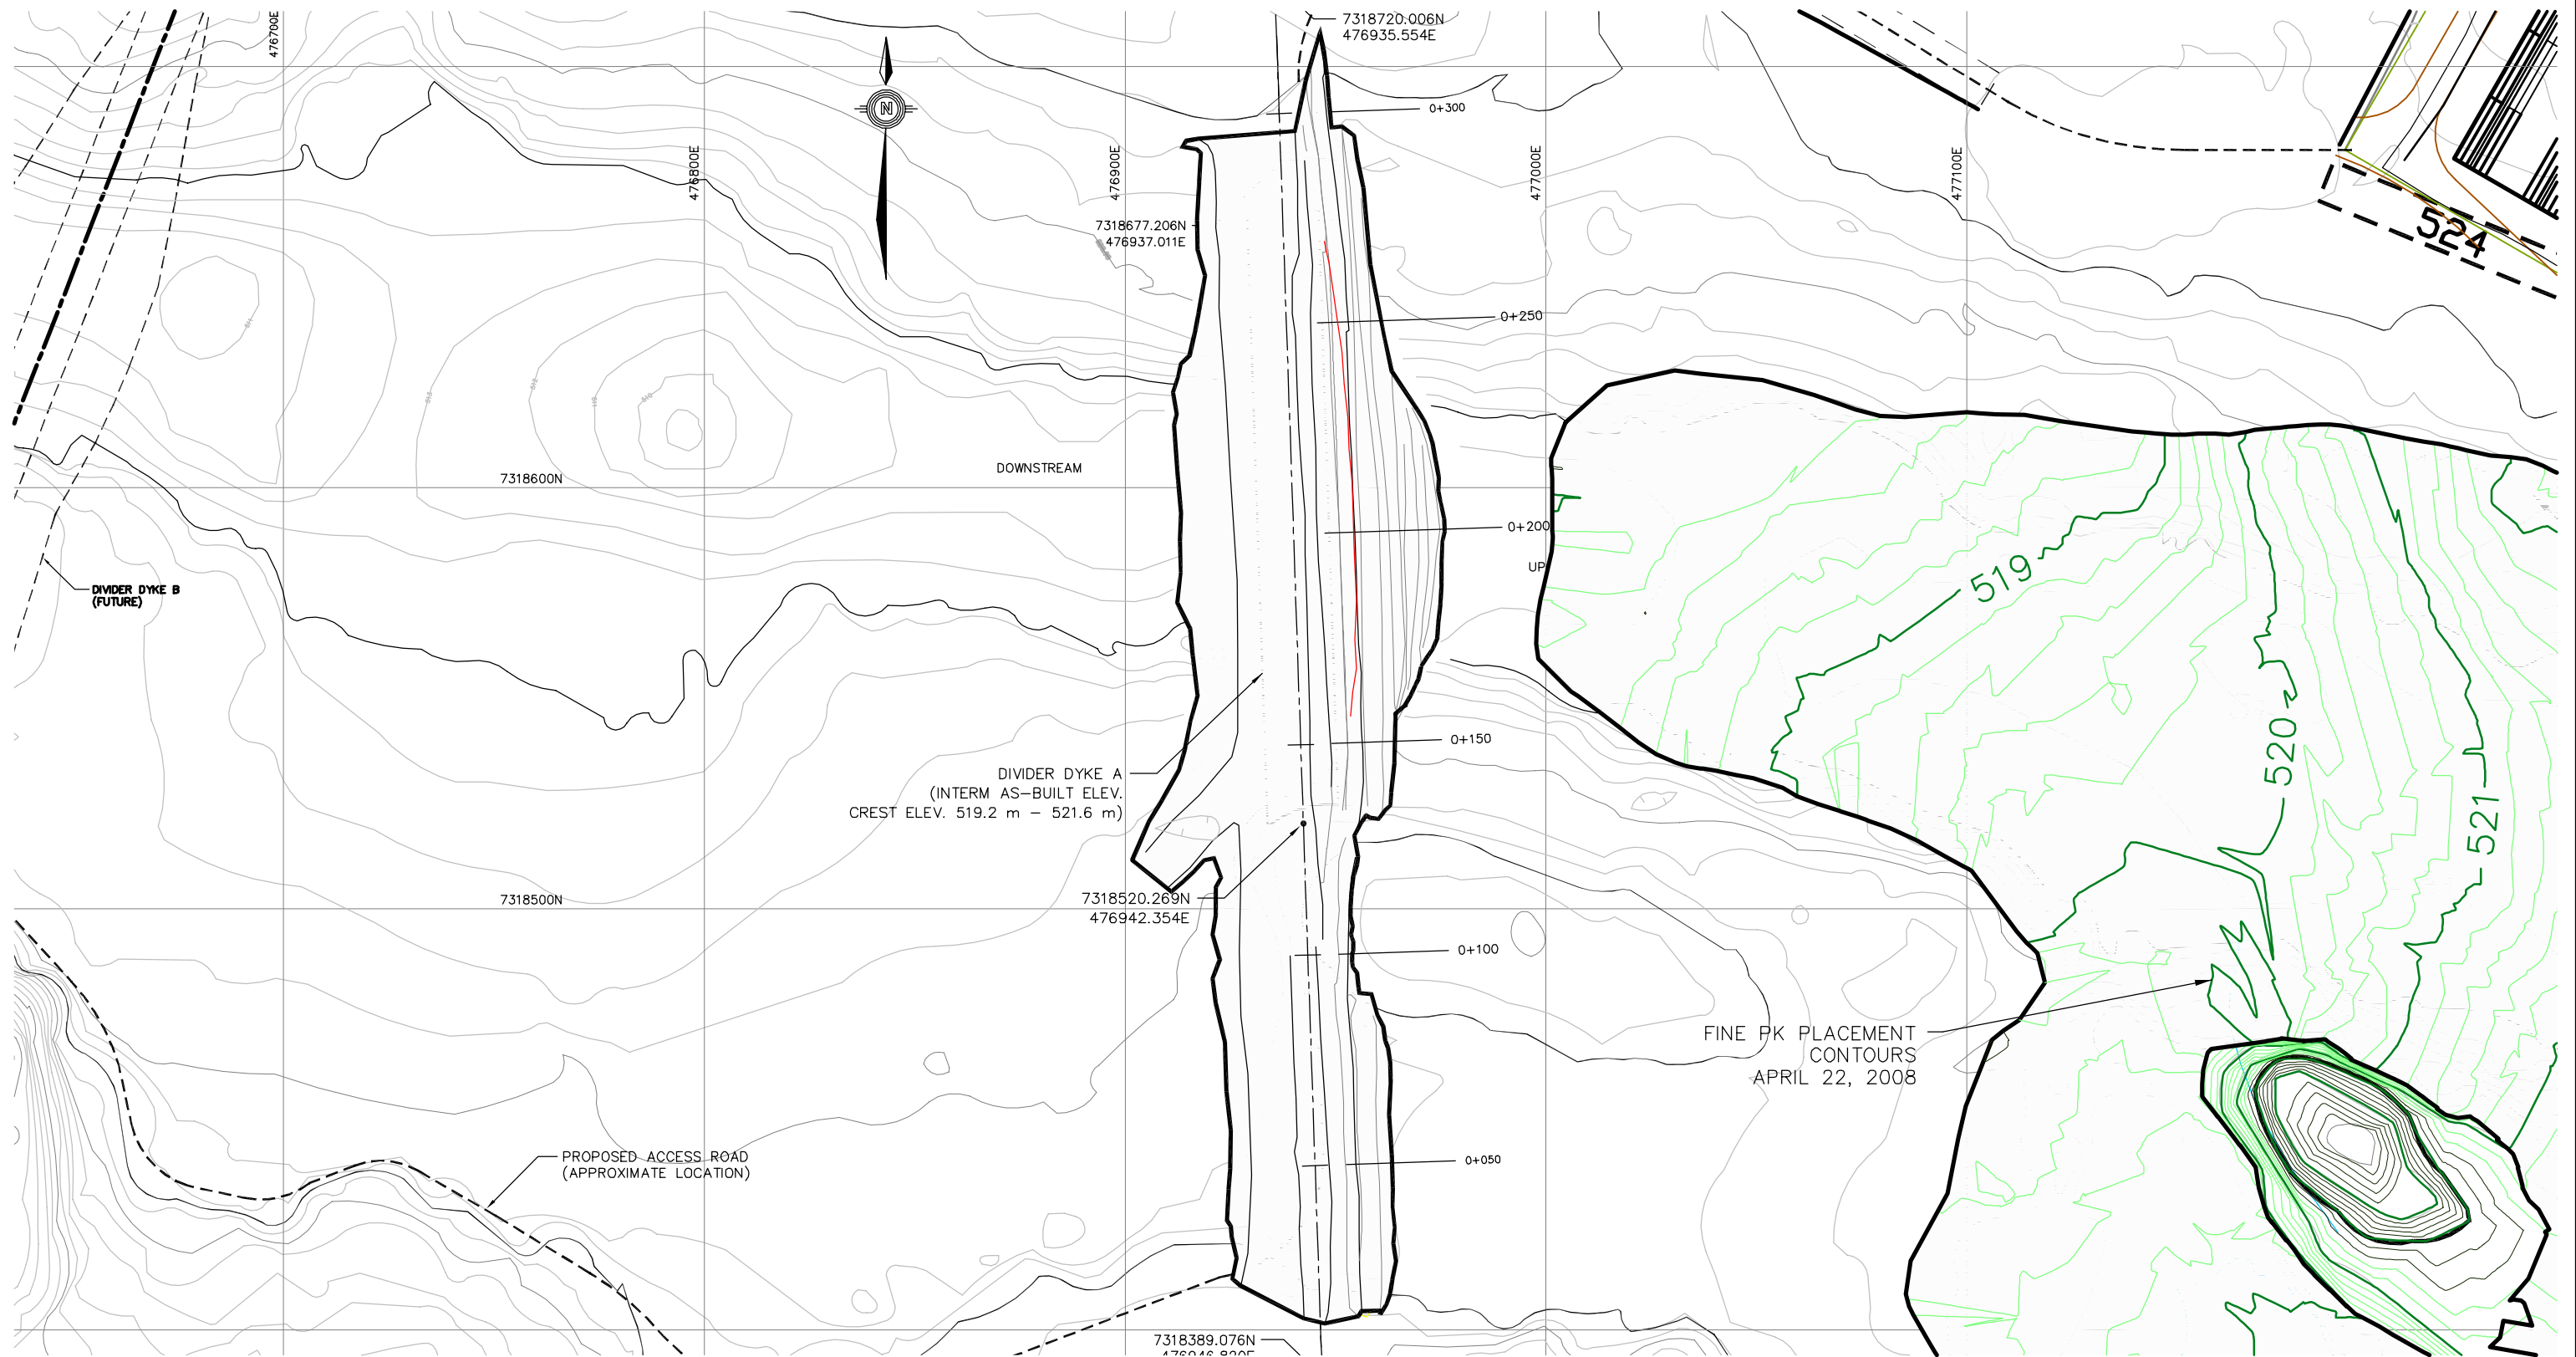 7318720.006N
476935.554E
476700E
N
0+300
476800E
476900E
477000E
477100E
7318677.206N
476937.011E
524
0+250
DOWNSTREAM
7318600N
0+200
UP
519
DIVIDER DYKE B
(FUTURE)
0+150
520
521
DIVIDER DYKE A
(INTERM AS-BUILT ELEV.
CREST ELEV. 519.2 m - 521.6 m)
7318500N
7318520.269N
476942.354E
0+100
FINE PK PLACEMENT
CONTOURS
APRIL 22, 2008
PROPOSED ACCESS ROAD
(APPROXIMATE LOCATION)
0+050
7318389.076N
476946.820E